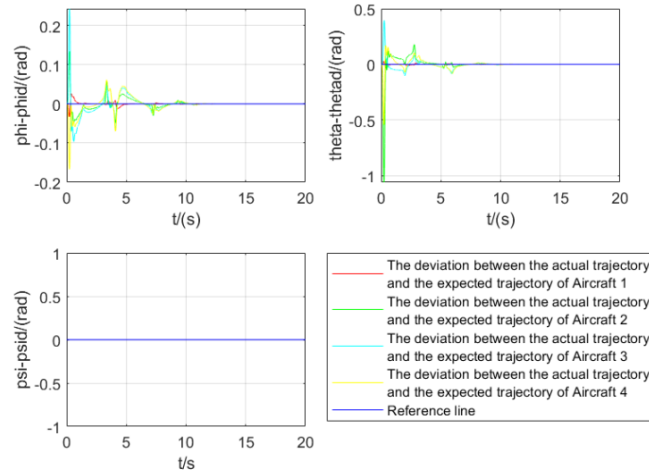 0.2
0.1
0
-0.1
-0.2
phi-phid/(rad)
0
5
10
15
20
t/(s)
0.5
0
-0.5
-1
theta-thetad/(rad)
0
5
10
15
20
t/(s)
1
0.5
0
-0.5
-1
psi-psid/(rad)
0
5
10
15
20
t/s
The deviation between the actual trajectory
and the expected trajectory of Aircraft 1
The deviation between the actual trajectory
and the expected trajectory of Aircraft 2
The deviation between the actual trajectory
and the expected trajectory of Aircraft 3
The deviation between the actual trajectory
and the expected trajectory of Aircraft 4
Reference line